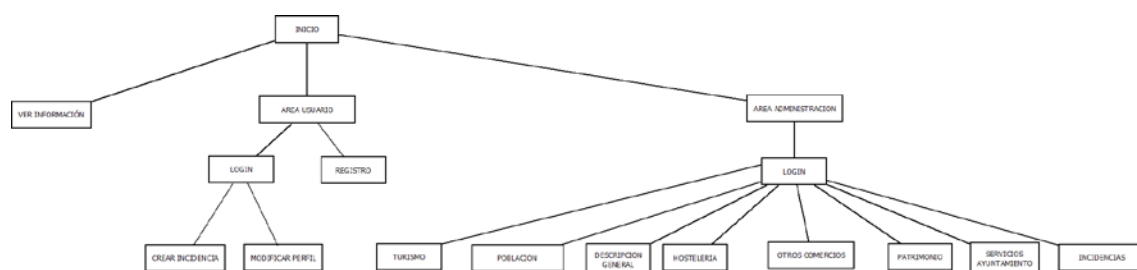 INICIO
VER INFORMACIÓN
AREA USUARIO
AREA ADMINISTRACION
LOGIN
REGISTRO
LOGIN
CREAR INCIDENCIA
MODIFICAR PERFIL
TURISMO
POBLACION
DESCRIPCION
GENERAL
HOSTELERIA
OTROS COMERCIOS
PATRIMONIO
SERVICIOS
AYUNTAMIENTO
INCIDENCIAS